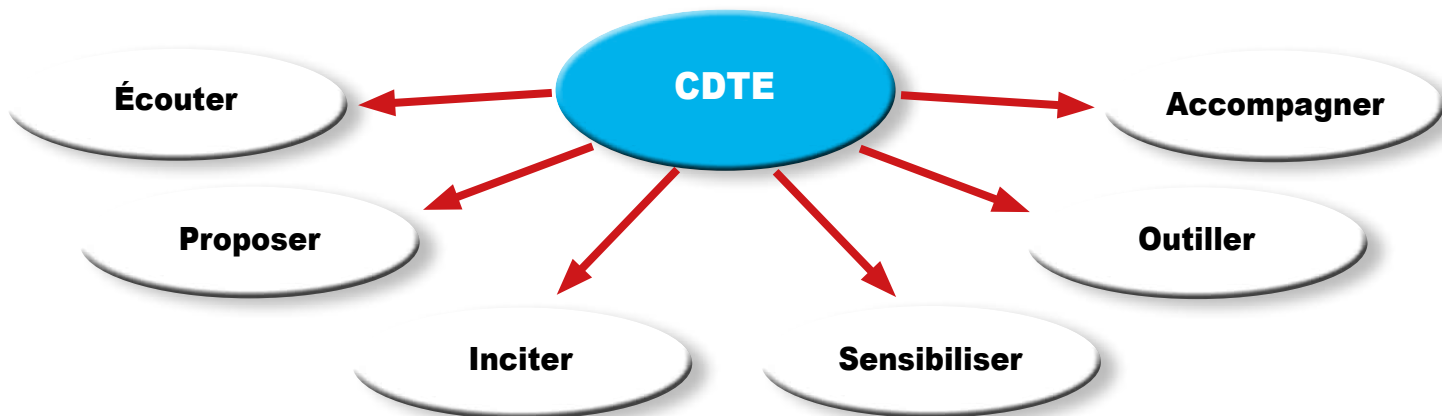 CDTE
Écouter
Accompagner
Proposer
Outiller
Inciter
Sensibiliser